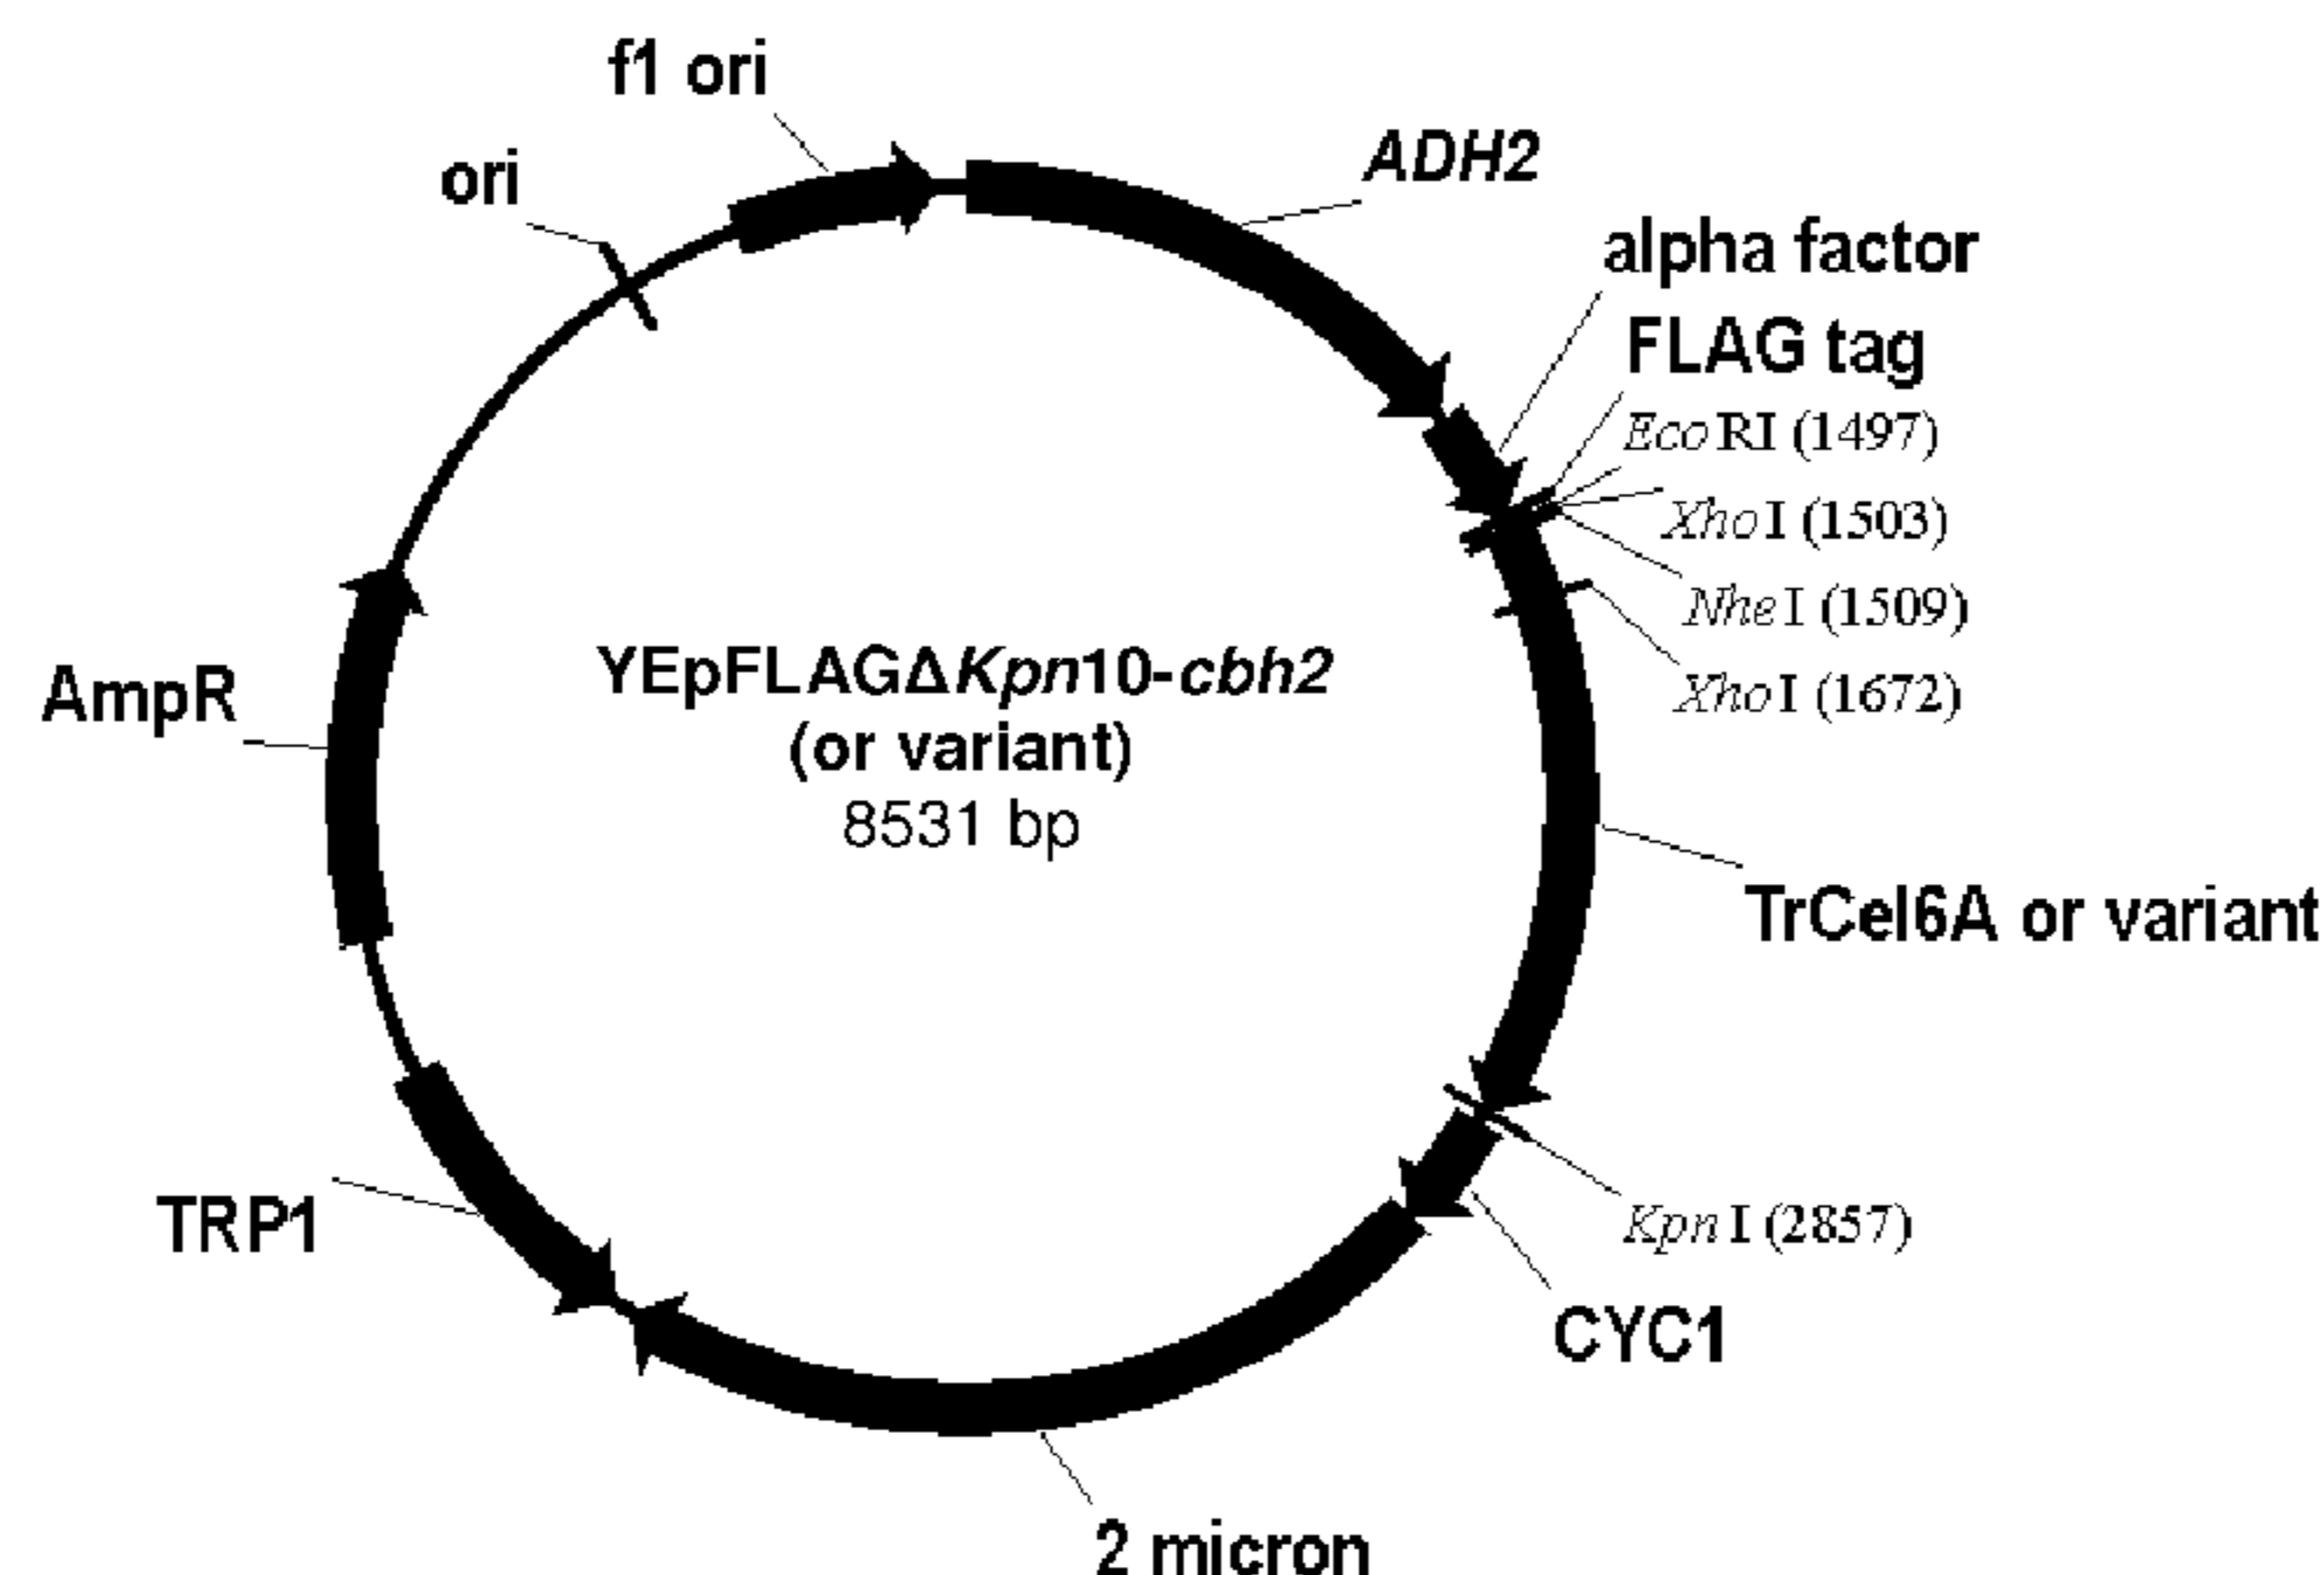 f1 ori
ori
ADH2
alpha factor
FLAG tag
EcoRI (1497)
XhoI (1503)
NheI (1509)
XhoI (1672)
YEpFLAGΔKpn10-cbh2
(or variant)
8531 bp
AmpR
TrCel6A or variant
TRP1
KpnI (2857)
CYC1
2 micron